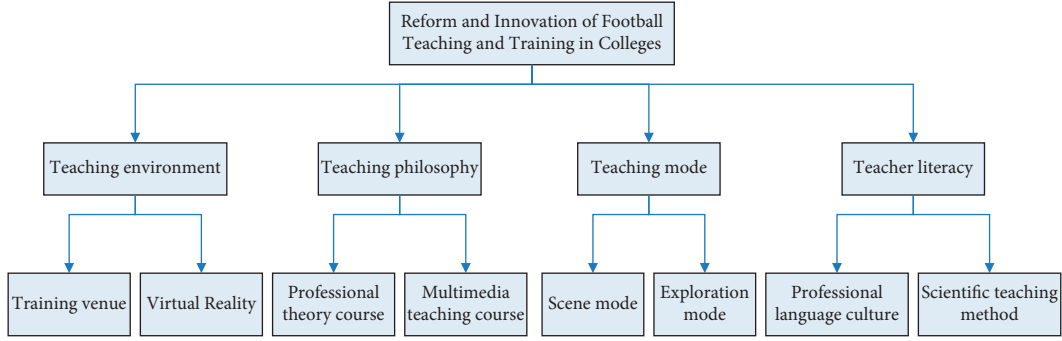 Reform and Innovation of Football
Teaching and Training in Colleges
Teaching environment
Teaching philosophy
Teaching mode
Teacher literacy
Training venue
Virtual Reality
Professional
theory course
Multimedia
teaching course
Scene mode
Exploration
mode
Professional
language culture
Scientific teaching
method